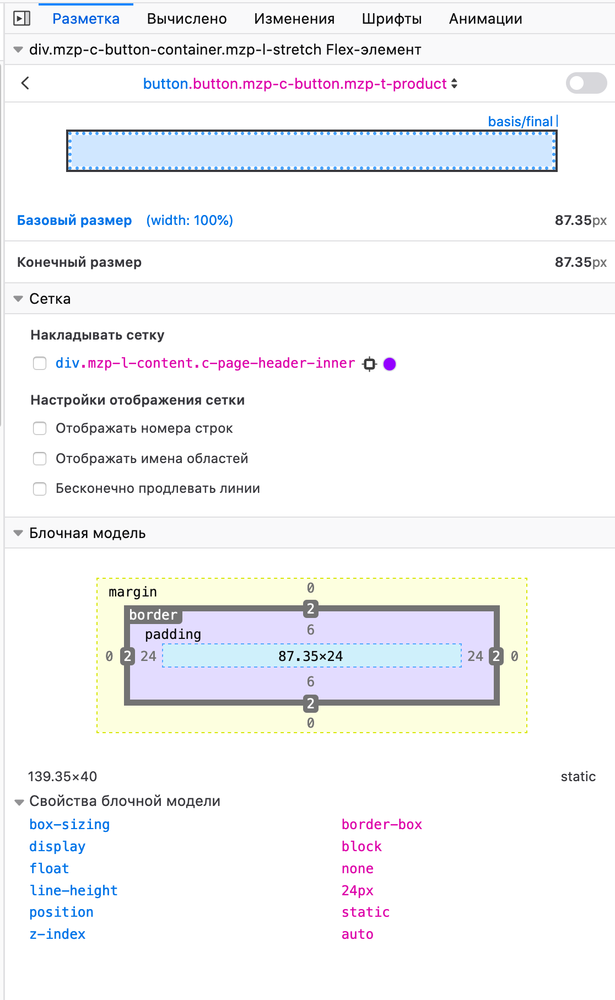 Разметка Вычислено Изменения Шрифты Анимации
div.mzp-c-button-container.mzp-l-stretch Flex-элемент
button.button.mzp-c-button.mzp-t-product
basis/final
Базовый размер (width: 100%) 87.35px
Конечный размер 87.35px
Сетка
Накладывать сетку
div.mzp-l-content.c-page-header-inner
Настройки отображения сетки
Отображать номера строк
Отображать имена областей
Бесконечно продлевать линии
Блочная модель
0
margin
2
border
6
padding
0 2 24 87.35×24 24 2 0
6
2
0
139.35×40 static
Свойства блочной модели
box-sizing border-box
display block
float none
line-height 24px
position static
z-index auto